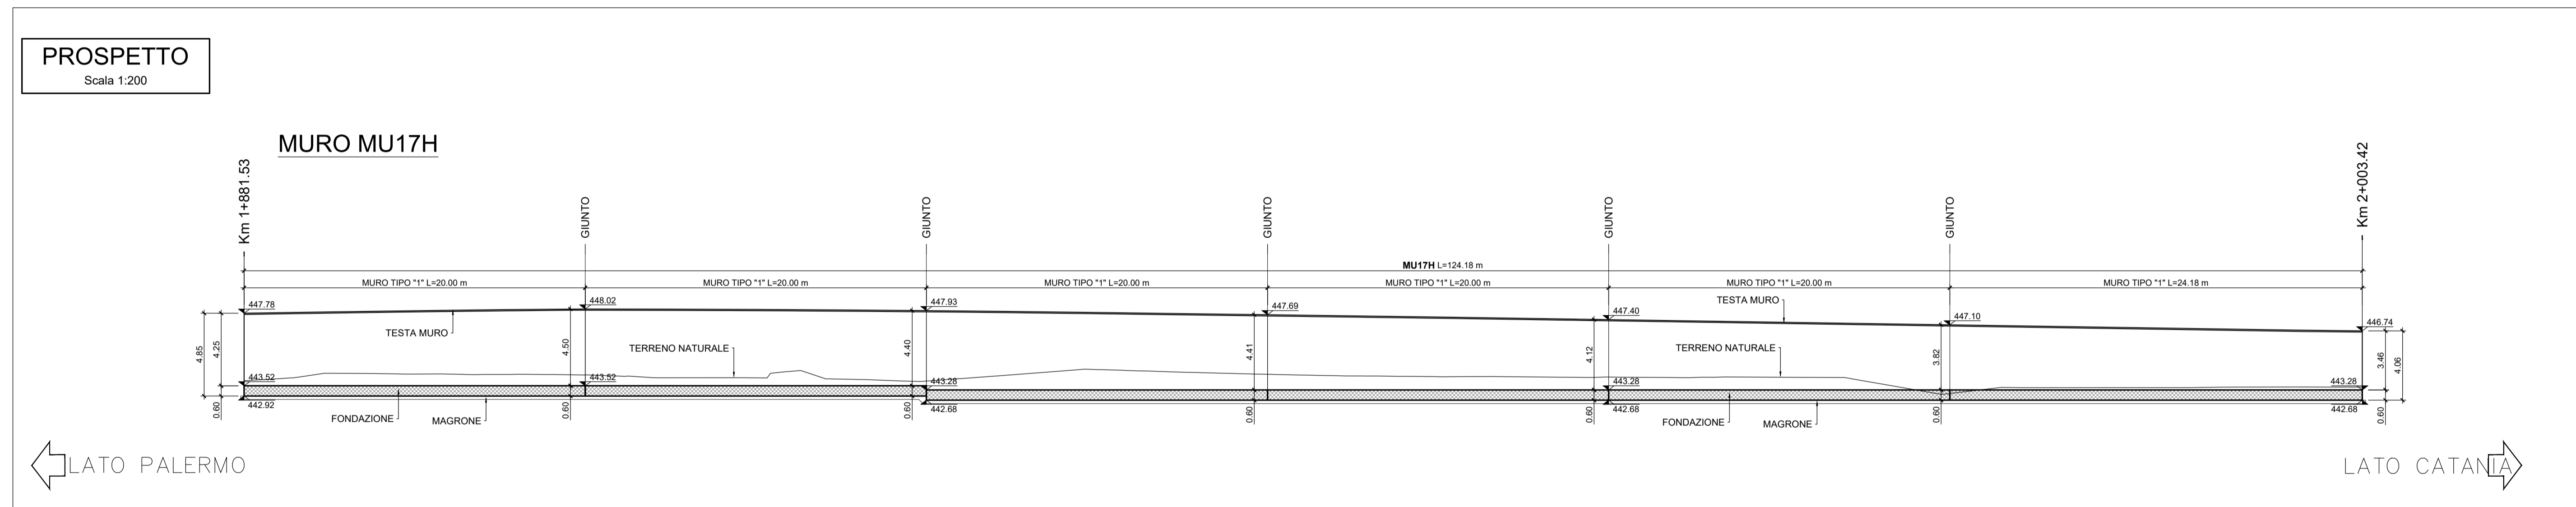 PROSPETTO
Scala 1:200
MURO MU17H
Km 1+881.53
GIUNTO
GIUNTO
GIUNTO
GIUNTO
GIUNTO
Km 2+003.42
MU17H L=124.18 m
MURO TIPO "1" L=20.00 m
MURO TIPO "1" L=20.00 m
MURO TIPO "1" L=20.00 m
MURO TIPO "1" L=20.00 m
MURO TIPO "1" L=20.00 m
MURO TIPO "1" L=24.18 m
447.78
448.02
447.93
447.69
447.40
447.10
446.74
TESTA MURO
TESTA MURO
4.85
4.25
4.50
4.40
4.41
4.12
3.82
3.46
4.06
TERRENO NATURALE
TERRENO NATURALE
443.52
443.52
443.28
443.28
443.28
442.92
442.68
442.68
442.68
0.60
0.60
0.60
0.60
0.60
0.60
0.60
FONDAZIONE
MAGRONE
FONDAZIONE
MAGRONE
LATO PALERMO
LATO CATANIA